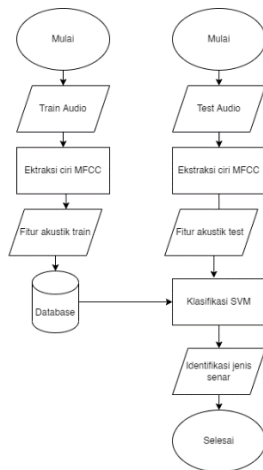 Mulai
Train Audio
Ektraksi ciri MFCC
Fitur akustik train
Database
Mulai
Test Audio
Ekstraksi ciri MFCC
Fitur akustik test
Klasifikasi SVM
Identifikasi jenis
senar
Selesai